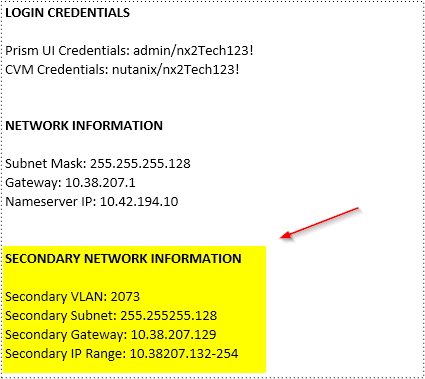 LOGIN CREDENTIALS
Prism UI Credentials: admin/nx2Tech123!
CVM Credentials: nutanix/nx2Tech123!
NETWORK INFORMATION
Subnet Mask: 255.255.255.128
Gateway: 10.38.207.1
Nameserver IP: 10.42.194.10
SECONDARY NETWORK INFORMATION
Secondary VLAN: 2073
Secondary Subnet: 255.255255.128
Secondary Gateway: 10.38.207.129
Secondary IP Range: 10.38207.132-254